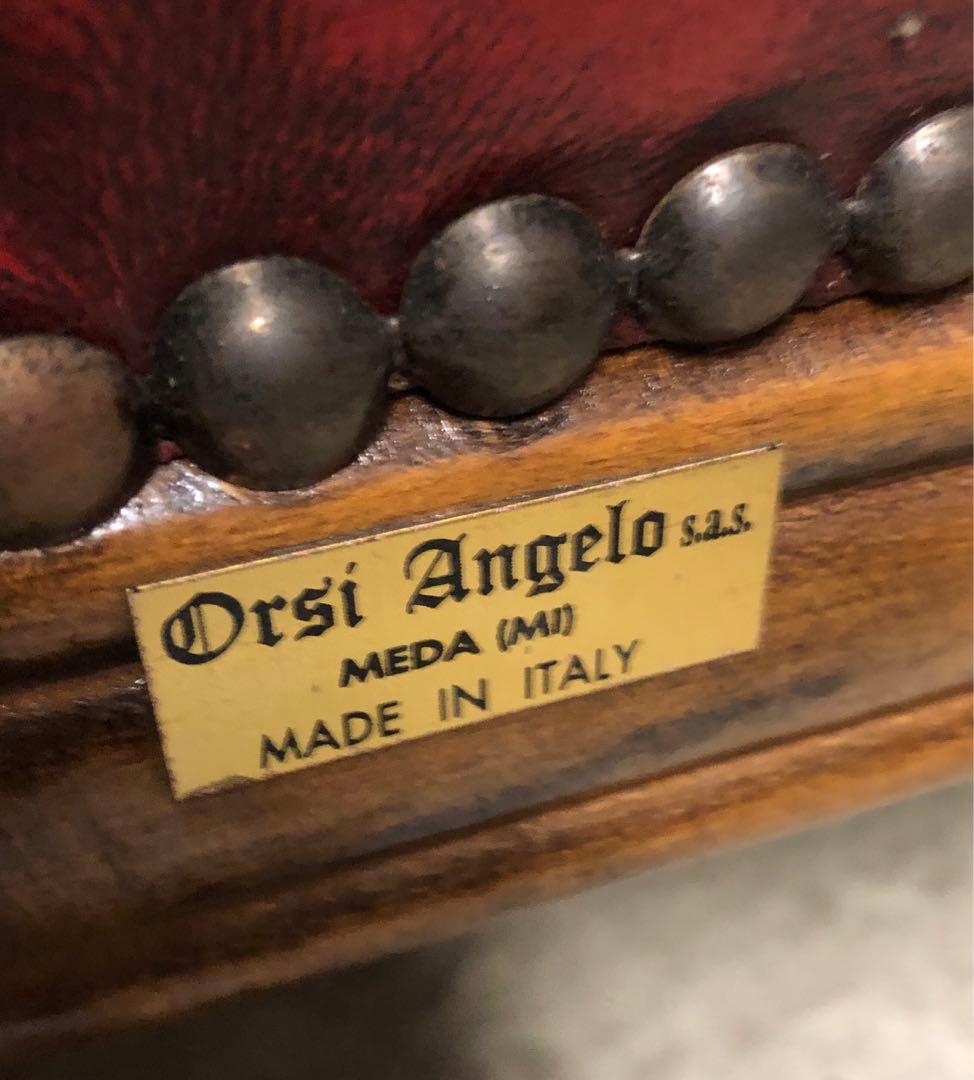 Orsi Angelo s.a.s.
MEDA (MI)
MADE IN ITALY